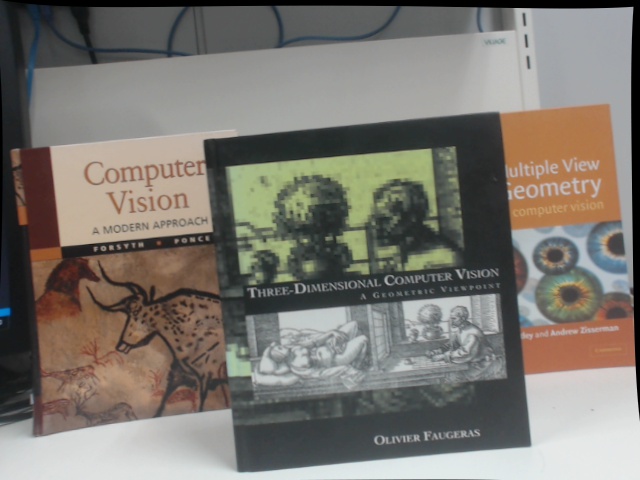 Computer
Vision
A MODERN APPROACH
FORSYTH PONCE
THREE-DIMENSIONAL COMPUTER VISION
A GEOMETRIC VIEWPOINT
OLIVIER FAUGERAS
ultiple View
Geometry
computer vision
tley and Andrew Zisserman